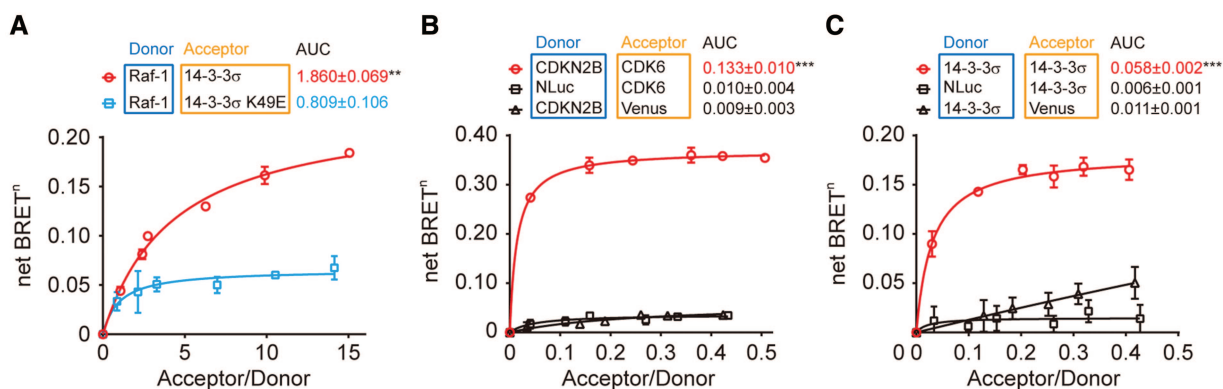 A
Donor Acceptor AUC
Raf-1 14-3-3σ 1.860±0.069**
Raf-1 14-3-3σ K49E 0.809±0.106
0.20
0.15
0.10
0.05
0
net BRETⁿ
0 5 10 15
Acceptor/Donor
B
Donor Acceptor AUC
CDKN2B CDK6 0.133±0.010***
NLuc CDK6 0.010±0.004
CDKN2B Venus 0.009±0.003
0.40
0.30
0.20
0.10
0
net BRETⁿ
0 0.1 0.2 0.3 0.4 0.5
Acceptor/Donor
C
Donor Acceptor AUC
14-3-3σ 14-3-3σ 0.058±0.002***
NLuc 14-3-3σ 0.006±0.001
14-3-3σ Venus 0.011±0.001
0.20
0.15
0.10
0.05
0.00
net BRETⁿ
0 0.1 0.2 0.3 0.4 0.5
Acceptor/Donor